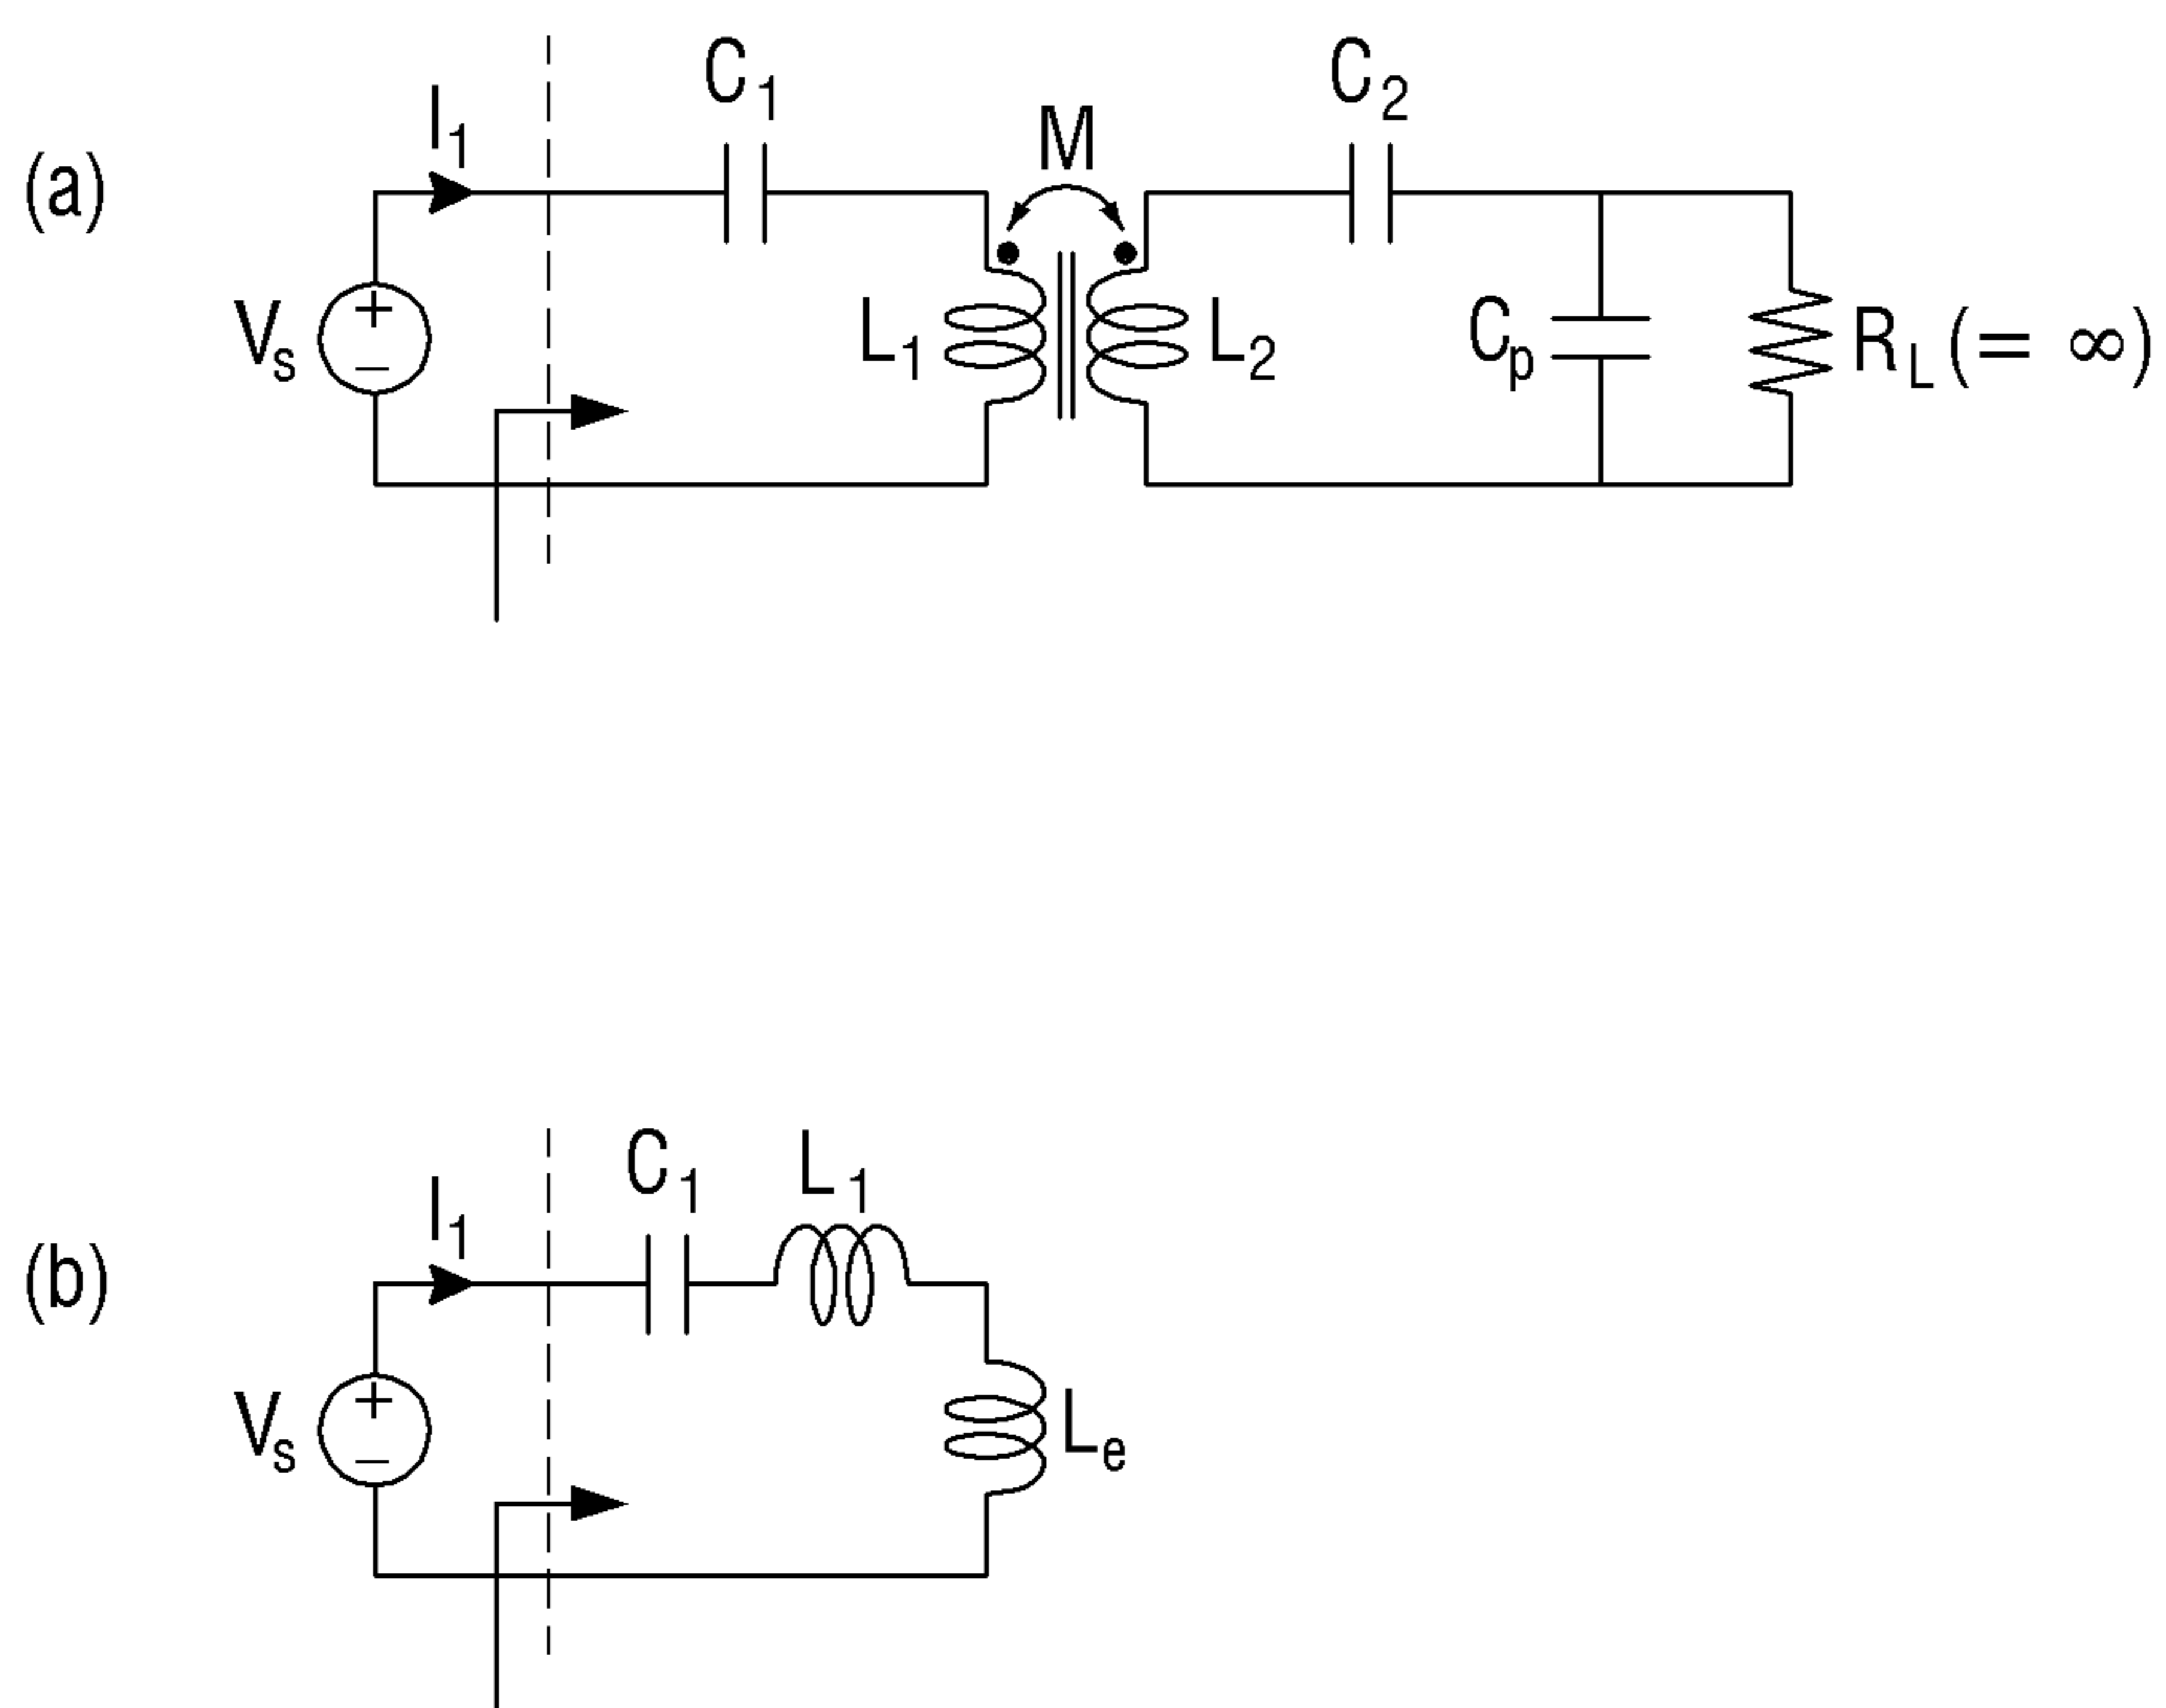 (a)
I1
C1
M
C2
Vs
+
−
L1
L2
Cp
RL(= ∞)
(b)
I1
C1
L1
Vs
+
−
Le